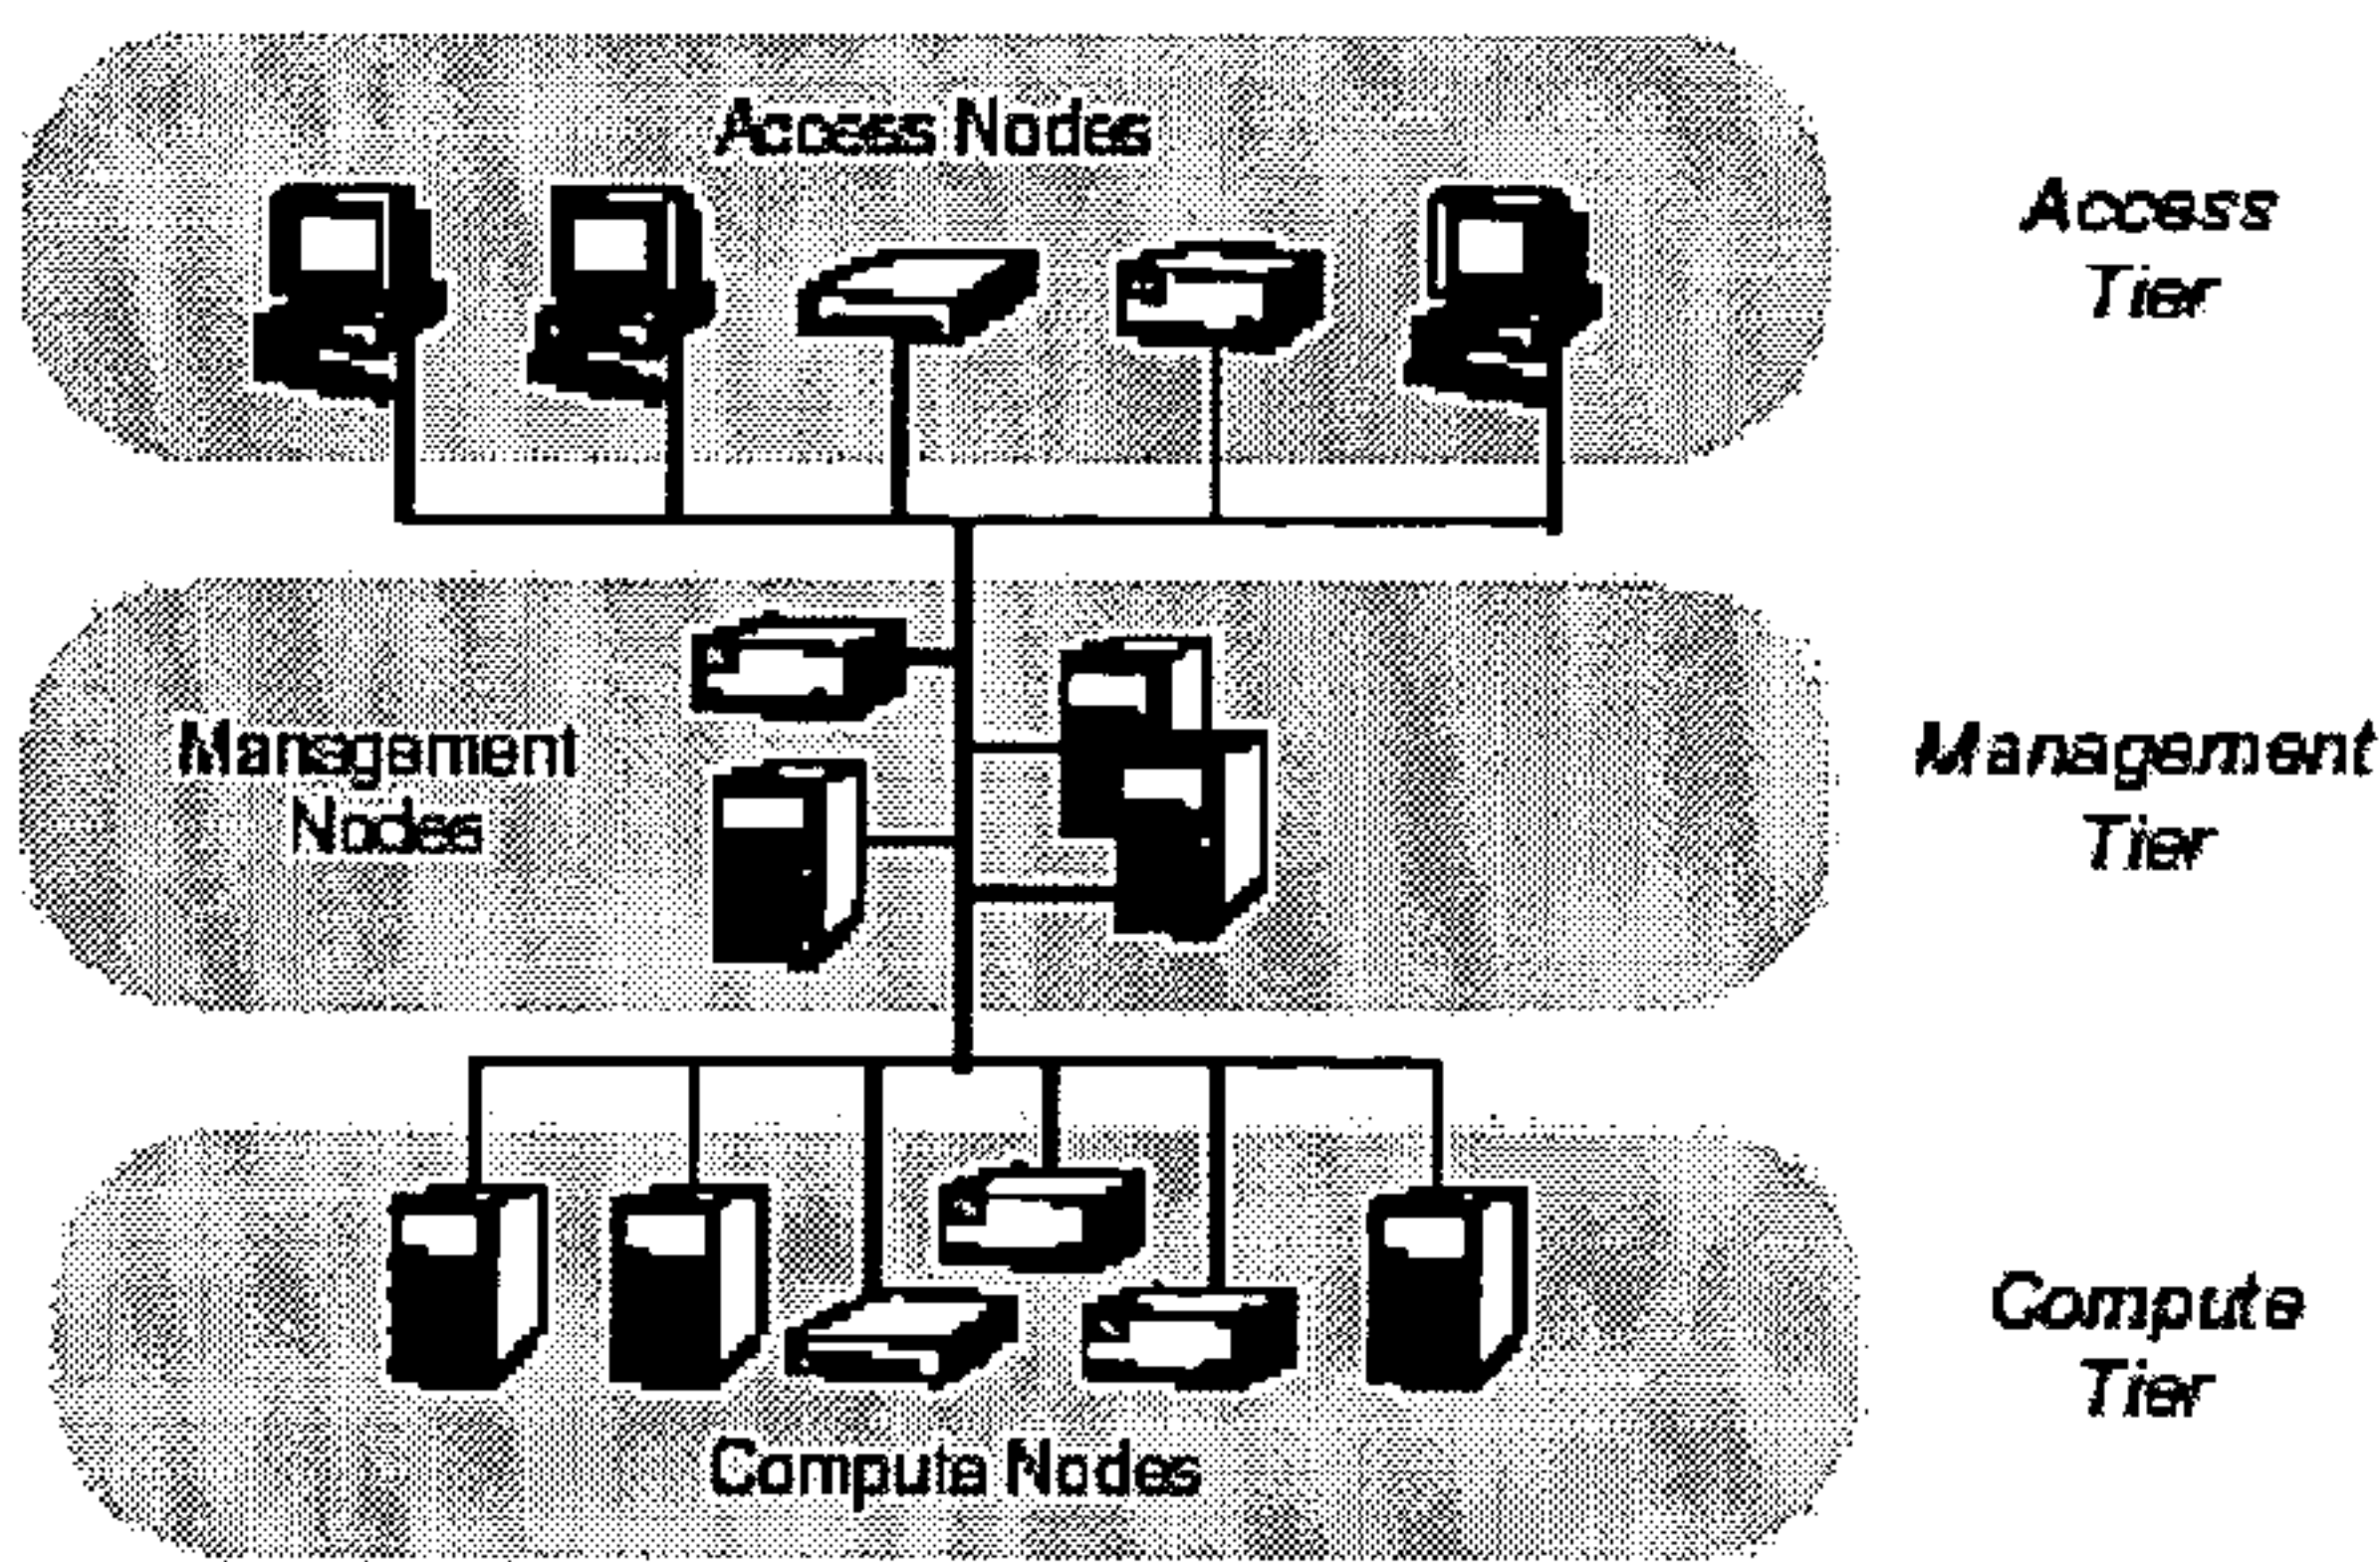 Access Nodes
Access
Tier
Management
Nodes
Management
Tier
Compute
Tier
Compute Nodes